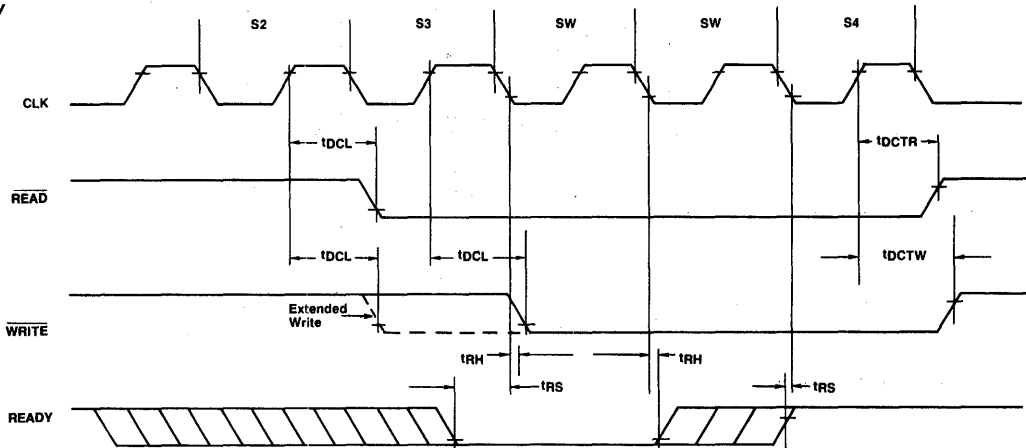 S2 S3 SW SW S4
CLK
tDCL tDCTR
READ
tDCL tDCL tDCTW
Extended
Write
WRITE
tRH tRH
tRS tRS
READY